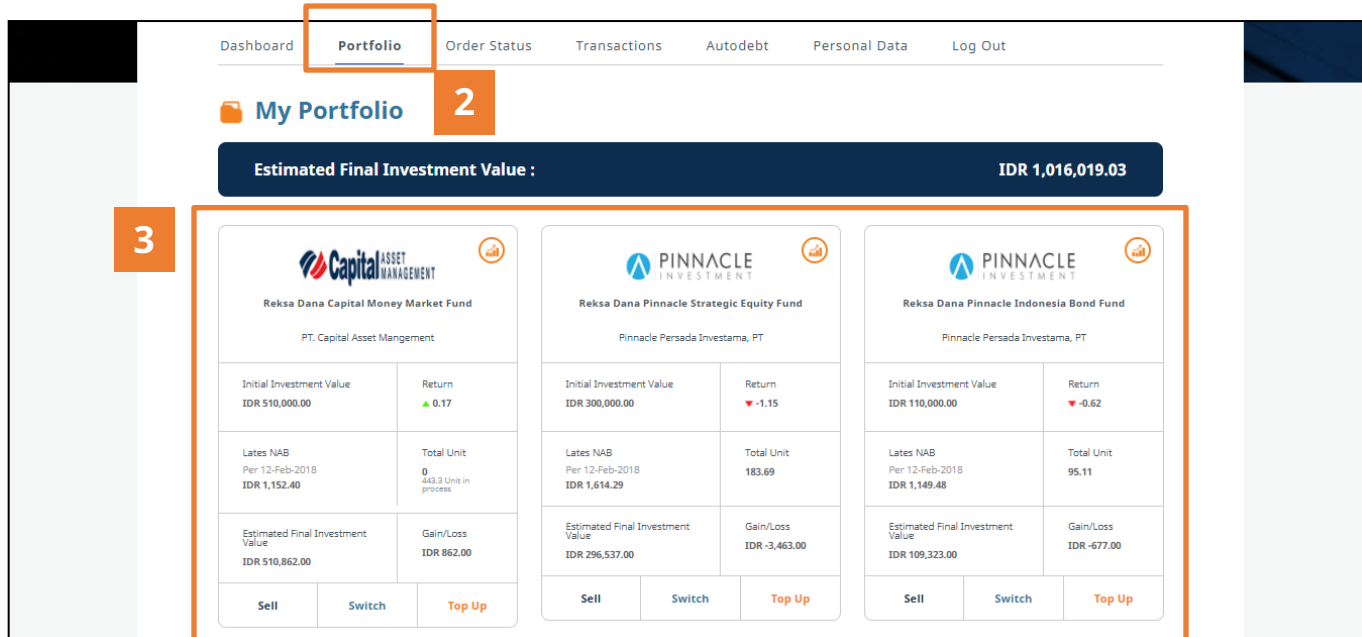 Dashboard Portfolio Order Status Transactions Autodebt Personal Data Log Out
2
My Portfolio
Estimated Final Investment Value : IDR 1,016,019.03
3
Capital ASSET MANAGEMENT
Reksa Dana Capital Money Market Fund
PT. Capital Asset Mangement
Initial Investment Value Return
IDR 510,000.00 0.17
Lates NAB Total Unit
Per 12-Feb-2018 0
IDR 1,152.40 443.3 Unit in
process
Estimated Final Investment Gain/Loss
Value
IDR 510,862.00 IDR 862.00
Sell Switch Top Up
PINNACLE
INVESTMENT
Reksa Dana Pinnacle Strategic Equity Fund
Pinnacle Persada Investama, PT
Initial Investment Value Return
IDR 300,000.00 -1.15
Lates NAB Total Unit
Per 12-Feb-2018 183.69
IDR 1,614.29
Estimated Final Investment Gain/Loss
Value
IDR 296,537.00 IDR -3,463.00
Sell Switch Top Up
PINNACLE
INVESTMENT
Reksa Dana Pinnacle Indonesia Bond Fund
Pinnacle Persada Investama, PT
Initial Investment Value Return
IDR 110,000.00 -0.62
Lates NAB Total Unit
Per 12-Feb-2018 95.11
IDR 1,149.48
Estimated Final Investment Gain/Loss
Value
IDR 109,323.00 IDR -677.00
Sell Switch Top Up